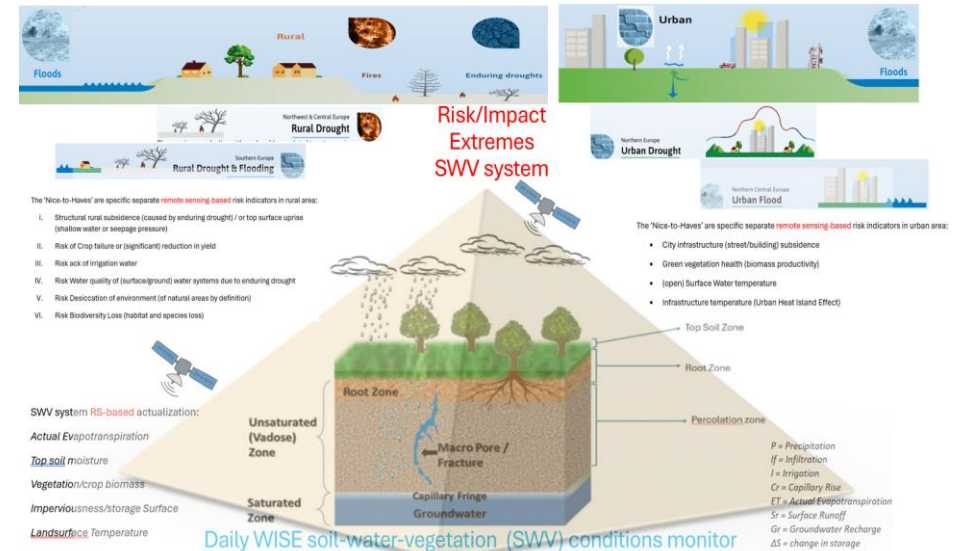 Rural
Floods
Fires
Enduring droughts
Urban
Floods
Northwest & Central Europe
Rural Drought
Southern Europe
Rural Drought & Flooding
Risk/Impact
Extremes
SWV system
Northern Europe
Urban Drought
Northern Central Europe
Urban Flood
The 'Nice-to-Haves' are specific separate remote sensing-based risk indicators in rural area:
I. Structural rural subsidence (caused by enduring drought) / or top surface uprise
(shallow water or seepage pressure)
II. Risk of Crop failure or (significant) reduction in yield
III. Risk ack of irrigation water
IV. Risk Water quality of (surface/ground) water systems due to enduring drought
V. Risk Desiccation of environment (of natural areas by definition)
VI. Risk Biodiversity Loss (habitat and species loss)
The 'Nice-to-Haves' are specific separate remote sensing-based risk indicators in urban area:
• City infrastructure (street/building) subsidence
• Green vegetation health (biomass productivity)
• (open) Surface Water temperature
• Infrastructure temperature (Urban Heat Island Effect)
SWV system RS-based actualization:
Actual Evapotranspiration
Top soil moisture
Vegetation/crop biomass
Imperviousness/storage Surface
Landsurface Temperature
Top Soil Zone
Root Zone
Percolation zone
Root Zone
Unsaturated
(Vadose)
Zone
Macro Pore /
Fracture
Saturated
Zone
Capillary Fringe
Groundwater
P = Precipitation
If = Infiltration
I = Irrigation
Cr = Capillary Rise
ET = Actual Evapotranspiration
Sr = Surface Runoff
Gr = Groundwater Recharge
ΔS = change in storage
Daily WISE soil-water-vegetation (SWV) conditions monitor